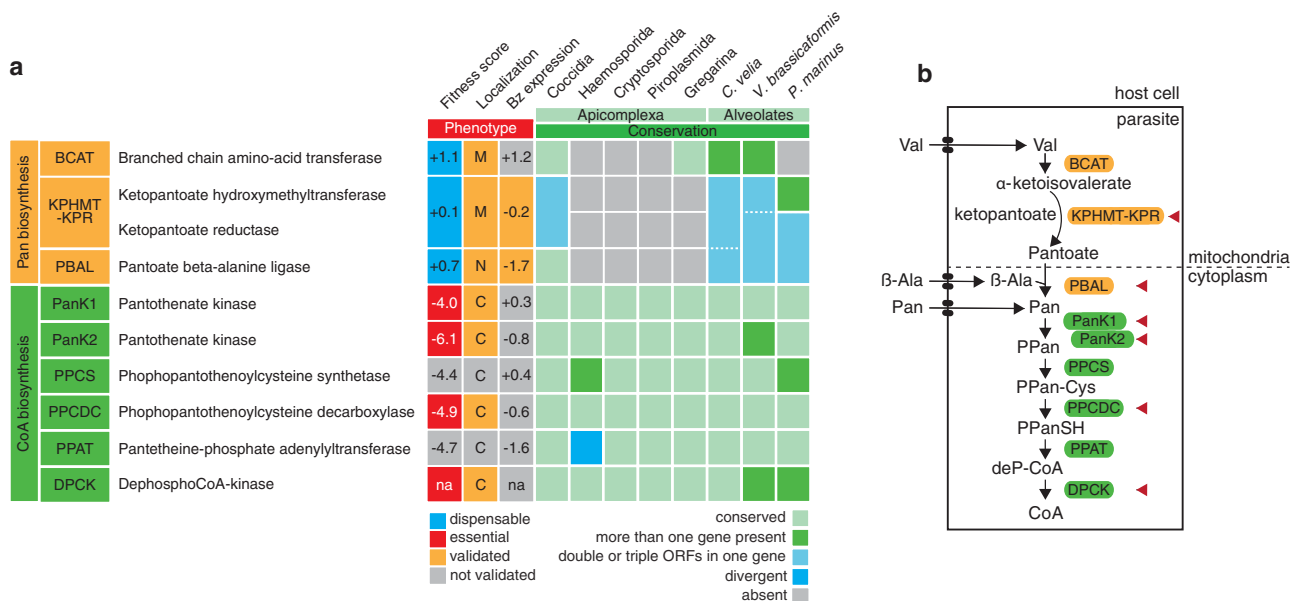 a
Fitness score
Localization
Bz expression
Coccidia
Haemosporida
Cryptosporida
Piroplasmida
Gregarina
C. velia
V. brassicaformis
P. marinus
Apicomplexa Alveolates
Phenotype Conservation
Pan biosynthesis
BCAT Branched chain amino-acid transferase +1.1 M +1.2
Ketopantoate hydroxymethyltransferase
KPHMT
-KPR
+0.1 M -0.2
Ketopantoate reductase
PBAL Pantoate beta-alanine ligase +0.7 N -1.7
CoA biosynthesis
PanK1 Pantothenate kinase -4.0 C +0.3
PanK2 Pantothenate kinase -6.1 C -0.8
PPCS Phophopantothenoylcysteine synthetase -4.4 C +0.4
PPCDC Phophopantothenoylcysteine decarboxylase -4.9 C -0.6
PPAT Pantetheine-phosphate adenylyltransferase -4.7 C -1.6
DPCK DephosphoCoA-kinase na C na
dispensable
essential
validated
not validated
conserved
more than one gene present
double or triple ORFs in one gene
divergent
absent
b
host cell
parasite
Val Val
BCAT
α-ketoisovalerate
ketopantoate KPHMT-KPR
Pantoate
mitochondria
cytoplasm
ß-Ala ß-Ala PBAL
Pan Pan
PanK1
PanK2
PPan
PPCS
PPan-Cys
PPCDC
PPanSH
PPAT
deP-CoA
DPCK
CoA